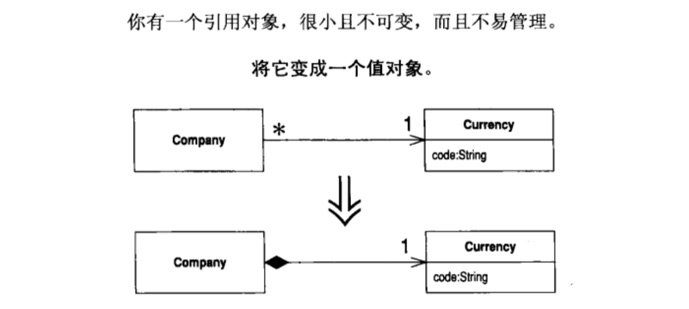 你有一个引用对象，很小且不可变，而且不易管理。
将它变成一个值对象。
Company
*
1
Currency
code:String
Company
1
Currency
code:String